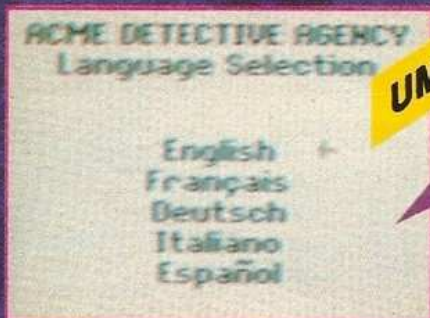 ACME DETECTIVE AGENCY
Language Selection
English ←
Français
Deutsch
Italiano
Español